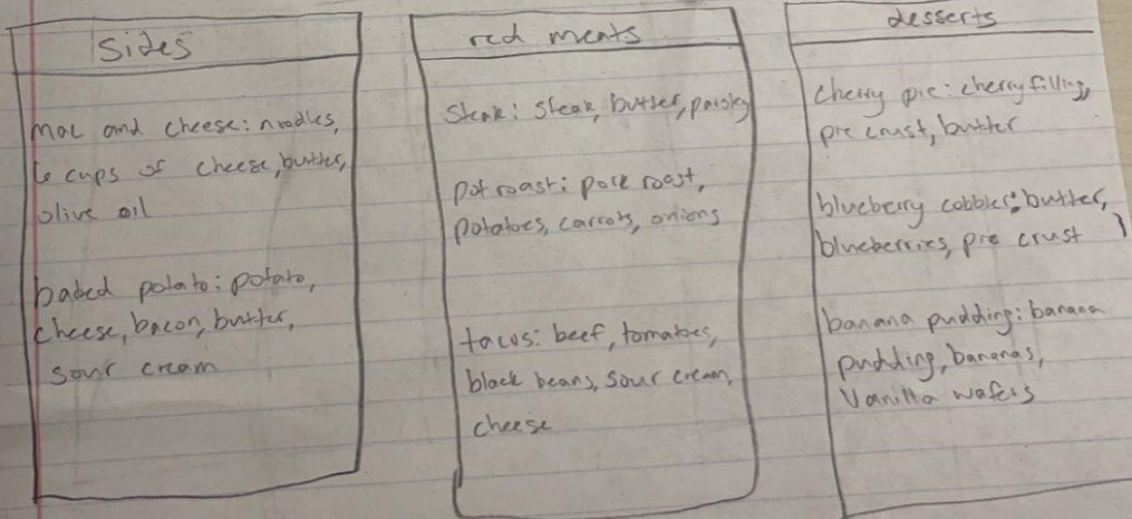 sides
mac and cheese: noodles,
6 cups of cheese, butter,
olive oil
baked potato: potato,
cheese, bacon, butter,
sour cream
red meats
Steak: steak, butter, parsley
pot roast: pork roast,
potatoes, carrots, onions
tacos: beef, tomatoes,
black beans, sour cream,
cheese
desserts
cherry pie: cherry filling,
pie crust, butter
blueberry cobbler: butter,
blueberries, pie crust
banana pudding: banana
pudding, bananas,
Vanilla wafers